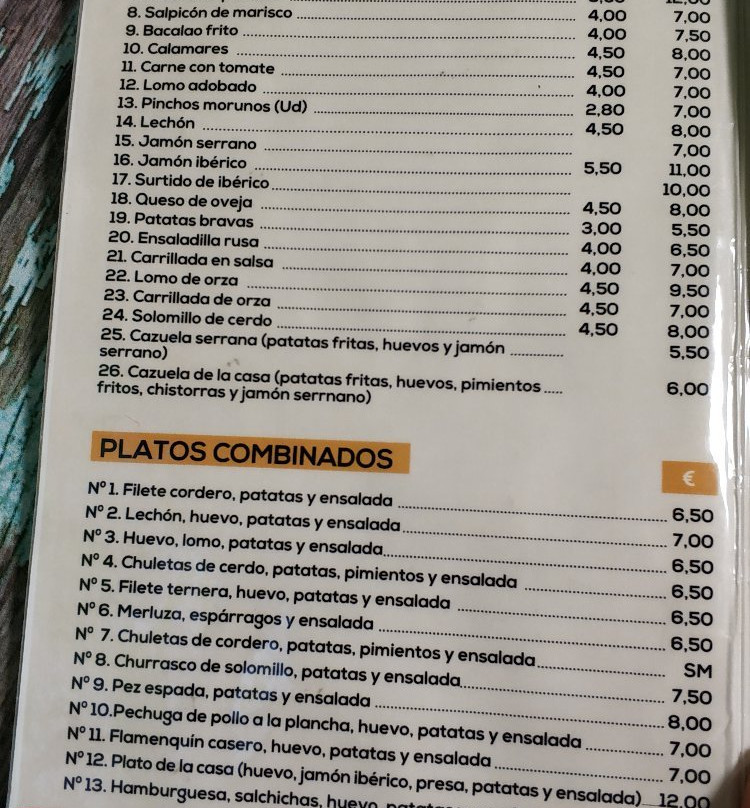 8. Salpicón de marisco 4,00 7,00
9. Bacalao frito 4,00 7,50
10. Calamares 4,50 8,00
11. Carne con tomate 4,50 7,00
12. Lomo adobado 4,00 7,00
13. Pinchos morunos (Ud) 2,80 7,00
14. Lechón 4,50 8,00
15. Jamón serrano 7,00
16. Jamón ibérico 5,50 11,00
17. Surtido de ibérico 10,00
18. Queso de oveja 4,50 8,00
19. Patatas bravas 3,00 5,50
20. Ensaladilla rusa 4,00 6,50
21. Carrillada en salsa 4,00 7,00
22. Lomo de orza 4,50 9,50
23. Carrillada de orza 4,50 7,00
24. Solomillo de cerdo 4,50 8,00
25. Cazuela serrana (patatas fritas, huevos y jamón 5,50
serrano)
26. Cazuela de la casa (patatas fritas, huevos, pimientos 6,00
fritos, chistorras y jamón serrnano)
PLATOS COMBINADOS €
Nº 1. Filete cordero, patatas y ensalada 6,50
Nº 2. Lechón, huevo, patatas y ensalada 7,00
Nº 3. Huevo, lomo, patatas y ensalada 6,50
Nº 4. Chuletas de cerdo, patatas, pimientos y ensalada 6,50
Nº 5. Filete ternera, huevo, patatas y ensalada 6,50
Nº 6. Merluza, espárragos y ensalada 6,50
Nº 7. Chuletas de cordero, patatas, pimientos y ensalada SM
Nº 8. Churrasco de solomillo, patatas y ensalada 7,50
Nº 9. Pez espada, patatas y ensalada 8,00
Nº 10.Pechuga de pollo a la plancha, huevo, patatas y ensalada 7,00
Nº 11. Flamenquín casero, huevo, patatas y ensalada 7,00
Nº 12. Plato de la casa (huevo, jamón ibérico, presa, patatas y ensalada) 12,00
Nº 13. Hamburguesa, salchichas, huevo,